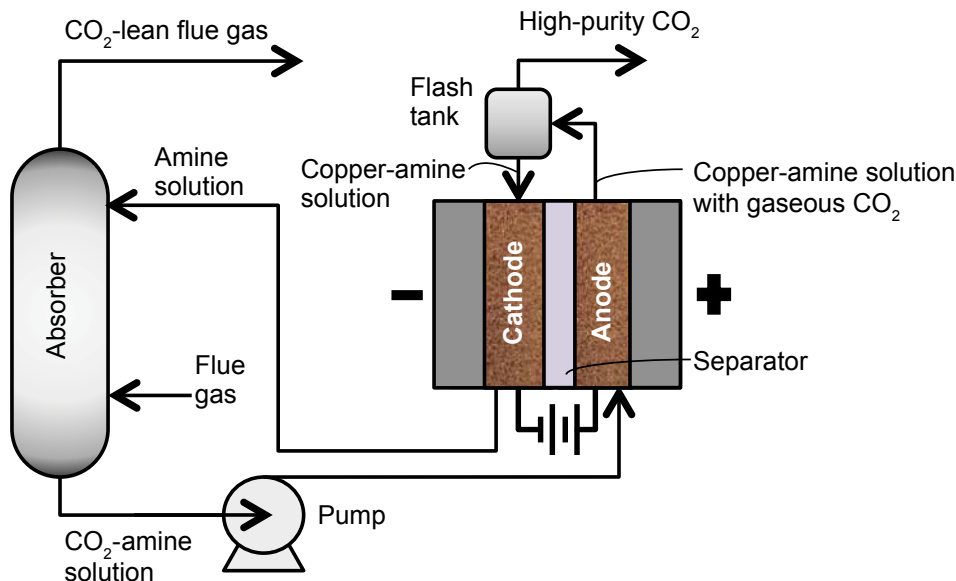 CO₂-lean flue gas
High-purity CO₂
Flash
tank
Amine
solution
Copper-amine
solution
Copper-amine solution
with gaseous CO₂
Absorber
Cathode
Anode
-
+
Separator
Flue
gas
Pump
CO₂-amine
solution